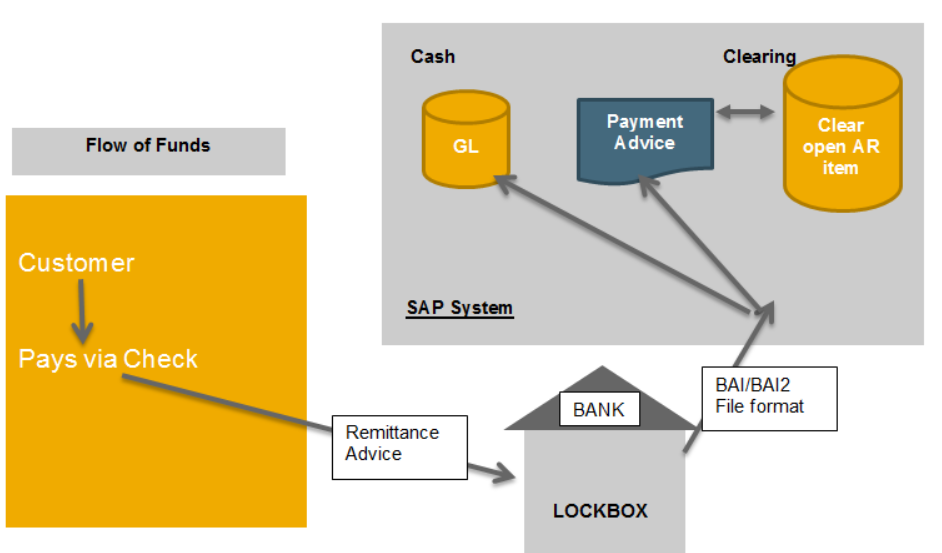 Flow of Funds
Customer
Pays via Check
Remittance
Advice
BANK
LOCKBOX
BAI/BAI2
File format
SAP System
Cash
GL
Payment
Advice
Clearing
Clear
open AR
item